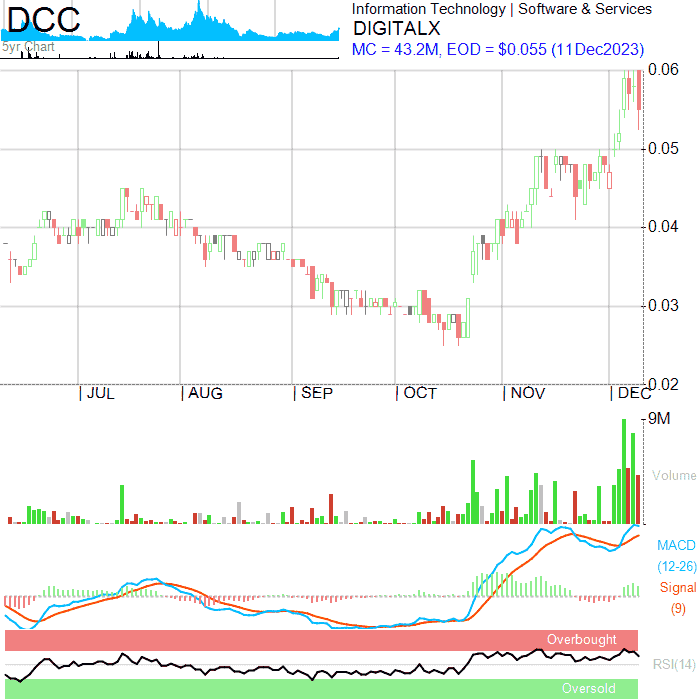 DCC
5yr Chart
Information Technology | Software & Services
DIGITALX
MC = 43.2M, EOD = $0.055 (11Dec2023)
0.06
0.05
0.04
0.03
0.02
JUL AUG SEP OCT NOV DEC
9M
Volume
MACD
(12-26)
Signal
(9)
Overbought
RSI(14)
Oversold